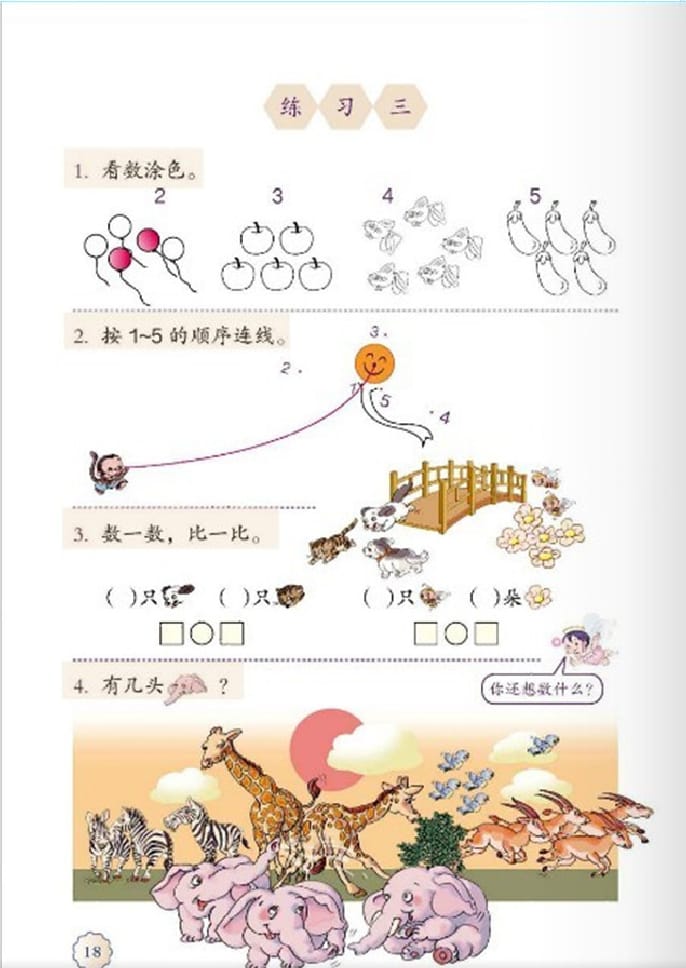 练习三
1. 看数涂色。
2 3 4 5
2. 按1~5的顺序连线。
3.
2.
1 5
4
3. 数一数，比一比。
( )只 ( )只 ( )只 ( )朵
4. 有几头 ？
你还想数什么？
18